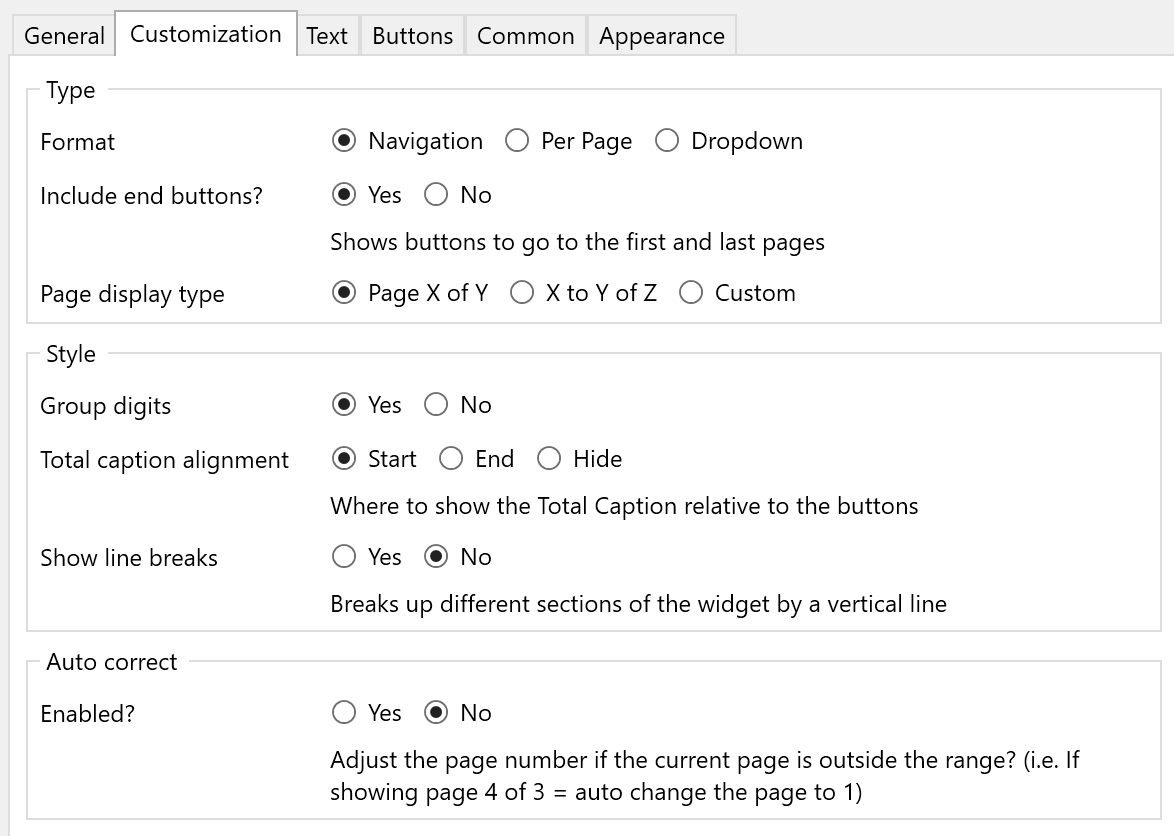 General Customization Text Buttons Common Appearance
Type
Format Navigation Per Page Dropdown
Include end buttons? Yes No
Shows buttons to go to the first and last pages
Page display type Page X of Y X to Y of Z Custom
Style
Group digits Yes No
Total caption alignment Start End Hide
Where to show the Total Caption relative to the buttons
Show line breaks Yes No
Breaks up different sections of the widget by a vertical line
Auto correct
Enabled? Yes No
Adjust the page number if the current page is outside the range? (i.e. If
showing page 4 of 3 = auto change the page to 1)